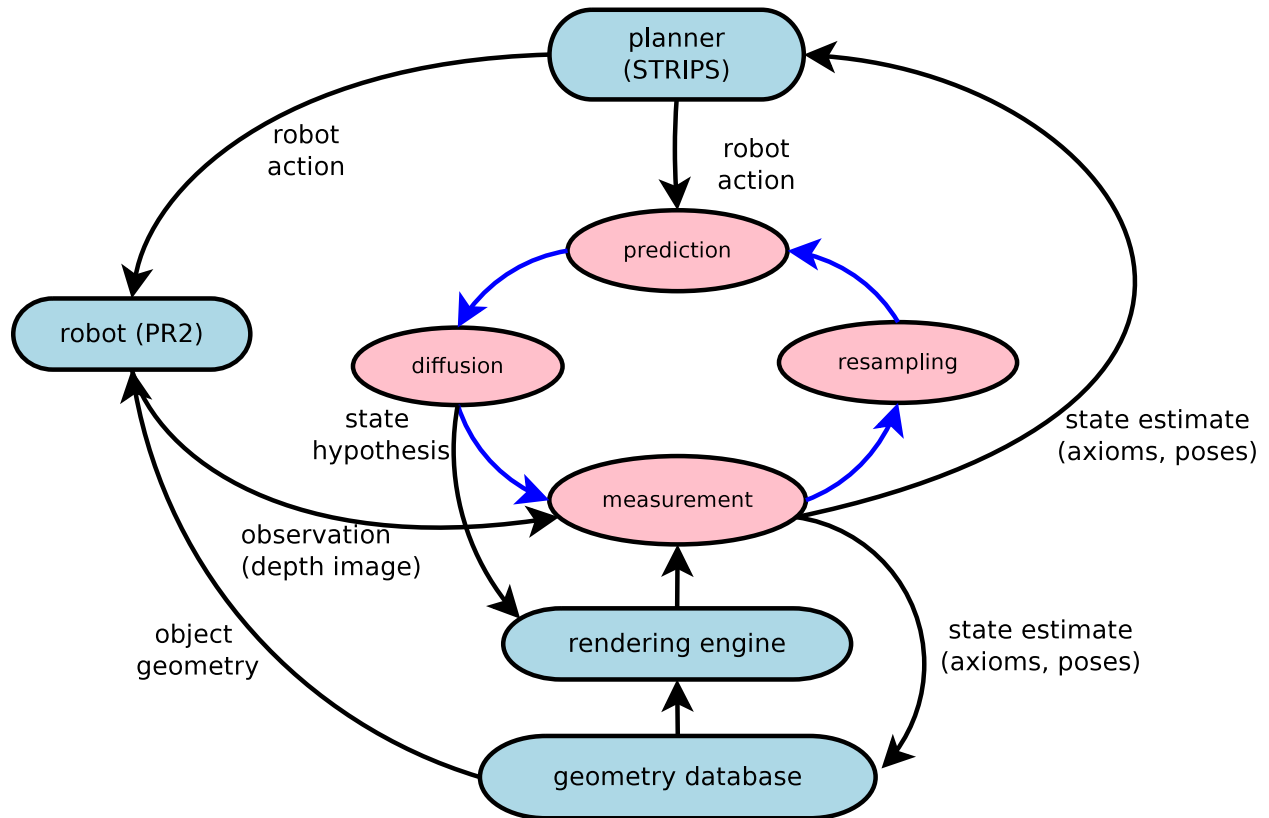 planner
(STRIPS)
robot
action
robot
action
prediction
robot (PR2)
diffusion
resampling
state
hypothesis
state estimate
(axioms, poses)
measurement
observation
(depth image)
object
geometry
rendering engine
state estimate
(axioms, poses)
geometry database